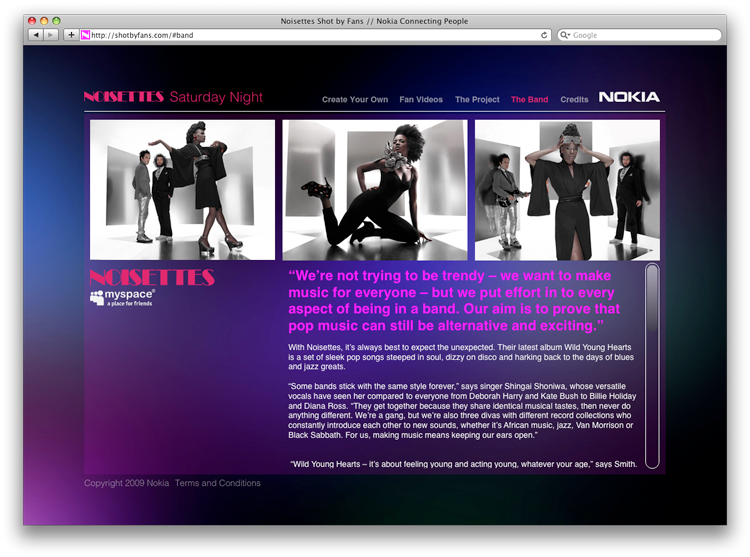 Noisettes Shot by Fans // Nokia Connecting People
http://shotbyfans.com/#band
Google
NOISETTES Saturday Night
Create Your Own Fan Videos The Project The Band Credits NOKIA
NOISETTES
myspace®
a place for friends
“We’re not trying to be trendy – we want to make
music for everyone – but we put effort in to every
aspect of being in a band. Our aim is to prove that
pop music can still be alternative and exciting.”
With Noisettes, it’s always best to expect the unexpected. Their latest album Wild Young Hearts
is a set of sleek pop songs steeped in soul, dizzy on disco and harking back to the days of blues
and jazz greats.
“Some bands stick with the same style forever,” says singer Shingai Shoniwa, whose versatile
vocals have seen her compared to everyone from Deborah Harry and Kate Bush to Billie Holiday
and Diana Ross. “They get together because they share identical musical tastes, then never do
anything different. We’re a gang, but we’re also three divas with different record collections who
constantly introduce each other to new sounds, whether it’s African music, jazz, Van Morrison or
Black Sabbath. For us, making music means keeping our ears open.”
“Wild Young Hearts – it’s about feeling young and acting young, whatever your age,” says Smith.
Copyright 2009 Nokia Terms and Conditions